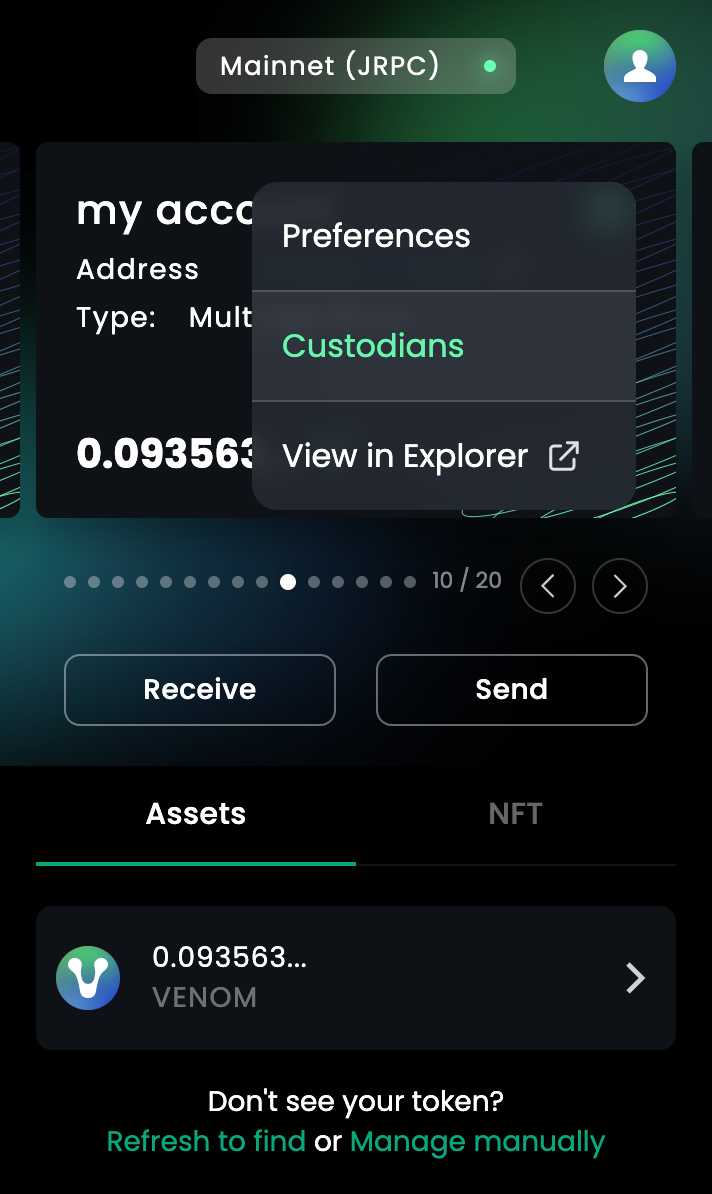 Mainnet (JRPC)
my acco
Preferences
Address
Type: Mult
Custodians
0.093563
View in Explorer
10 / 20
Receive
Send
Assets
NFT
0.093563...
VENOM
Don't see your token?
Refresh to find or Manage manually